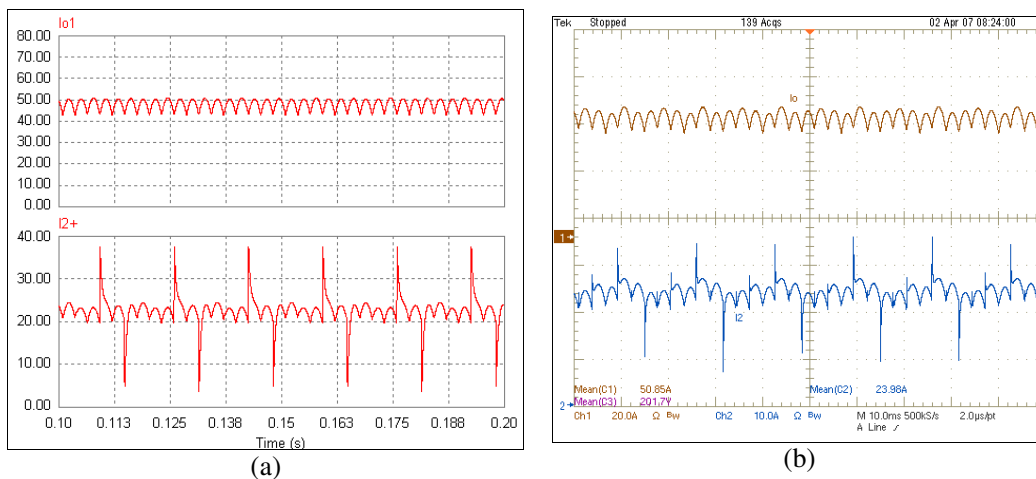 Io1
80.00
70.00
60.00
50.00
40.00
30.00
20.00
10.00
0.00
I2+
40.00
30.00
20.00
10.00
0.00
0.10 0.113 0.125 0.138 0.15 0.163 0.175 0.188 0.20
Time (s)
(a)
Tek Stopped 139 Acqs 02 Apr 07 08:24:00
Io
1
I2
Mean(C1) 50.85A Mean(C2) 23.98A
Mean(C3) 201.7V
2
Ch1 20.0A Ω Bw Ch2 10.0A Ω Bw M 10.0ms 500kS/s 2.0µs/pt
A Line
(b)